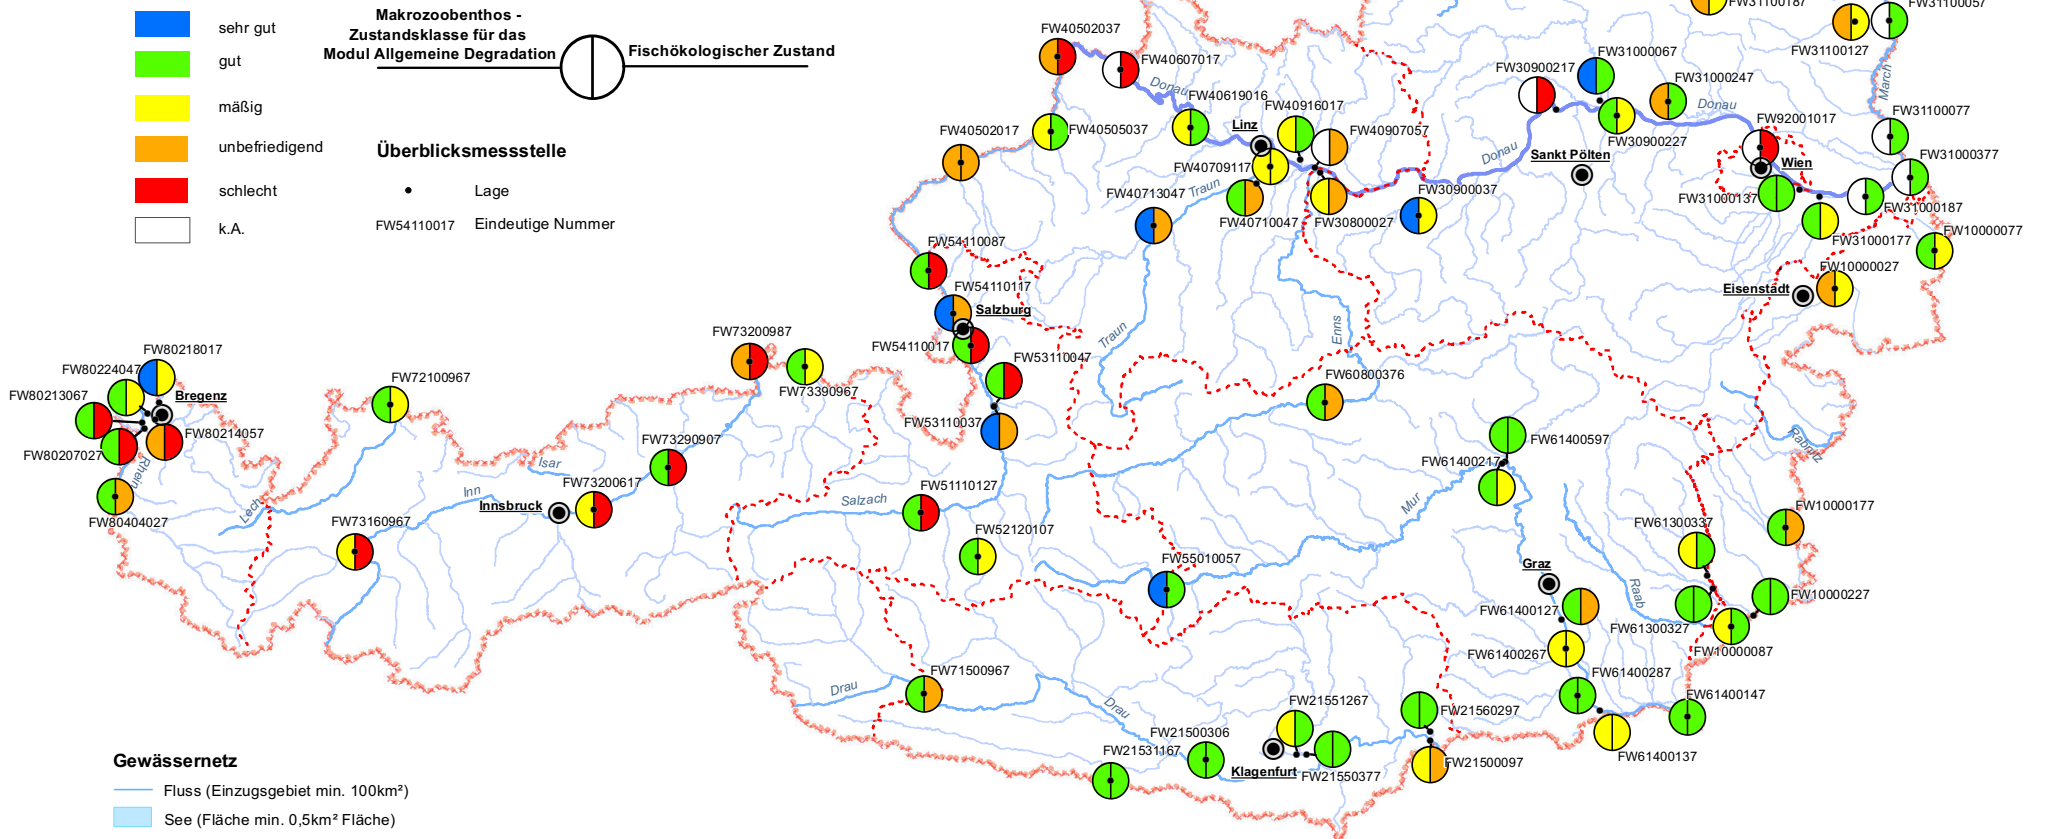 sehr gut
gut
mäßig
unbefriedigend
schlecht
k.A.
Makrozoobenthos -
Zustandsklasse für das
Modul Allgemeine Degradation
Fischökologischer Zustand
Überblicksmessstelle
Lage
FW54110017 Eindeutige Nummer
FW40502037
FW40607017
Donau
FW40619016
FW40916017
Linz
FW40907057
FW40502017
FW40505037
FW40709117
Traun
FW40713047
FW40710047
FW30800027
FW30900037
Donau
FW30900217
FW31000067
FW31000247
Donau
FW30900227
Sankt Pölten
FW31100187
FW31100127
FW31100057
March
FW31100077
FW92001017
Wien
FW31000377
FW31000137
FW31000187
FW31000177
FW10000077
FW10000027
Eisenstadt
FW54110087
FW54110117
Salzburg
FW54110017
FW53110047
FW53110037
Traun
Enns
FW60800376
FW73200987
FW73390967
FW80218017
FW80224047
FW80213067
Bregenz
FW80214057
FW80207027
Rhein
FW80404027
FW72100967
Lech
Isar
Inn
FW73290907
FW73200617
Innsbruck
FW73160967
Salzach
FW51110127
FW52120107
FW55010057
Mur
FW61400597
FW61400217
Rabnitz
FW10000177
FW61300337
Graz
Raab
FW61400127
FW61300327
FW10000227
FW10000087
FW61400267
FW61400287
FW61400147
FW61400137
FW71500967
Drau
Drau
FW21551267
FW21560297
FW21500306
FW21531167
Klagenfurt
FW21550377
FW21500097
Gewässernetz
Fluss (Einzugsgebiet min. 100km²)
See (Fläche min. 0,5km² Fläche)